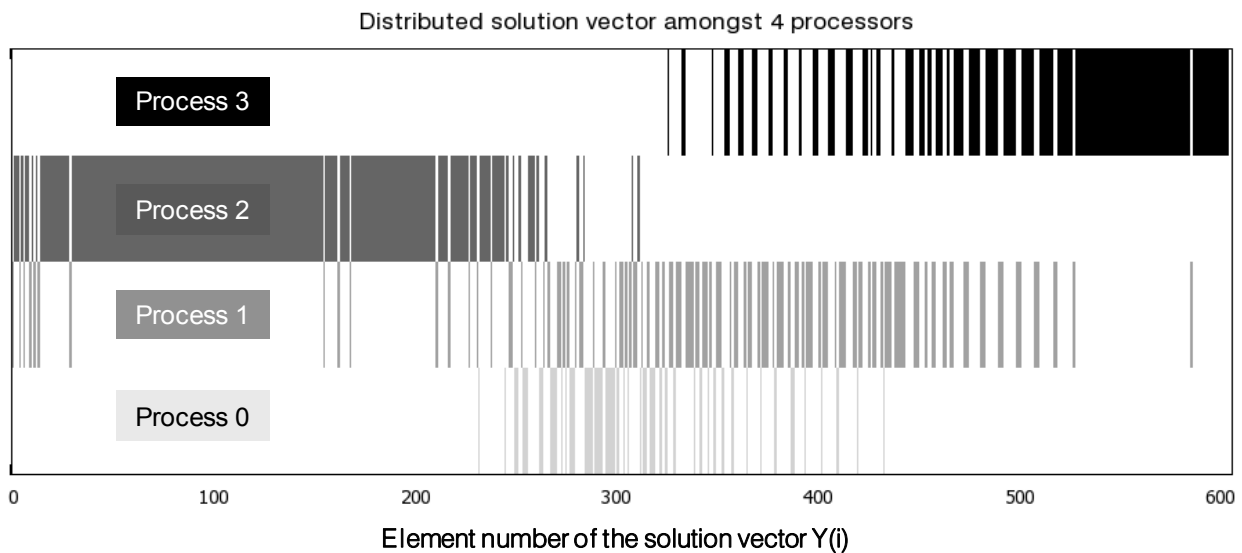 Distributed solution vector amongst 4 processors
Process 3
Process 2
Process 1
Process 0
0 100 200 300 400 500 600
Element number of the solution vector Y(i)